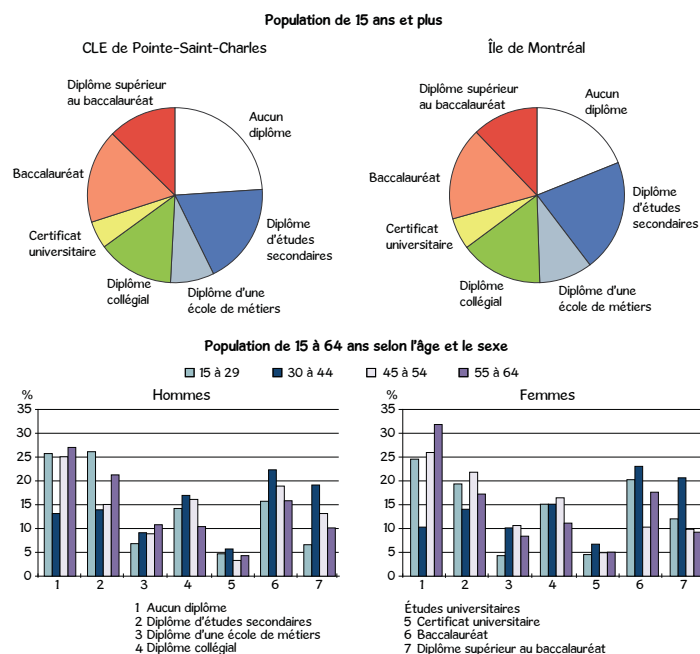 Population de 15 ans et plus
CLE de Pointe-Saint-Charles
Diplôme supérieur
au baccalauréat
Aucun
diplôme
Baccalauréat
Diplôme
d'études
secondaires
Certificat
universitaire
Diplôme
collégial
Diplôme d'une
école de métiers
Île de Montréal
Diplôme supérieur
au baccalauréat
Aucun
diplôme
Baccalauréat
Diplôme
d'études
secondaires
Certificat
universitaire
Diplôme
collégial
Diplôme d'une
école de métiers
Population de 15 à 64 ans selon l'âge et le sexe
15 à 29 30 à 44 45 à 54 55 à 64
% Hommes
35
30
25
20
15
10
5
0
1 2 3 4 5 6 7
% Femmes
35
30
25
20
15
10
5
0
1 2 3 4 5 6 7
1 Aucun diplôme
2 Diplôme d'études secondaires
3 Diplôme d'une école de métiers
4 Diplôme collégial
Études universitaires
5 Certificat universitaire
6 Baccalauréat
7 Diplôme supérieur au baccalauréat